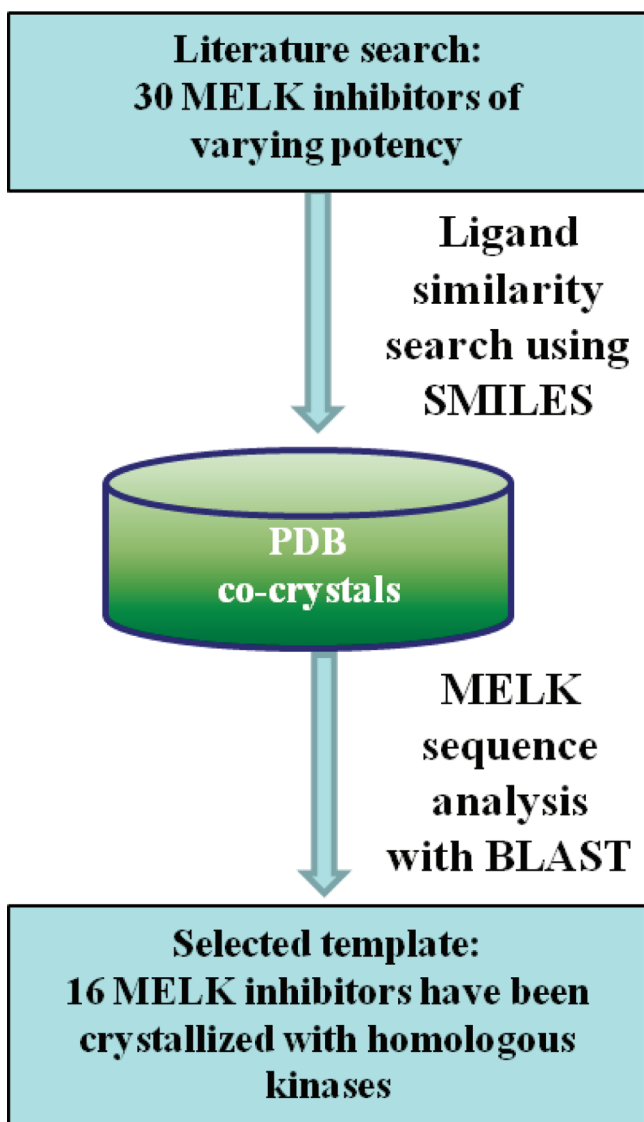 Literature search:
30 MELK inhibitors of
varying potency
Ligand
similarity
search using
SMILES
PDB
co-crystals
MELK
sequence
analysis
with BLAST
Selected template:
16 MELK inhibitors have been
crystallized with homologous
kinases